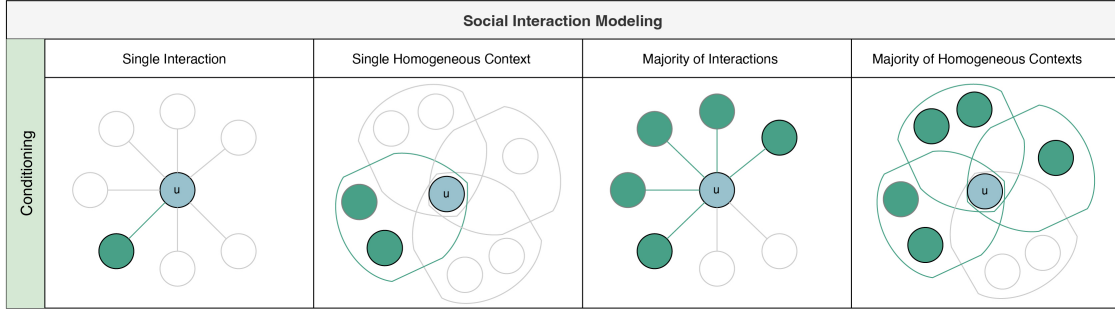 Social Interaction Modeling
Conditioning
Single Interaction
Single Homogeneous Context
Majority of Interactions
Majority of Homogeneous Contexts
u
u
u
u